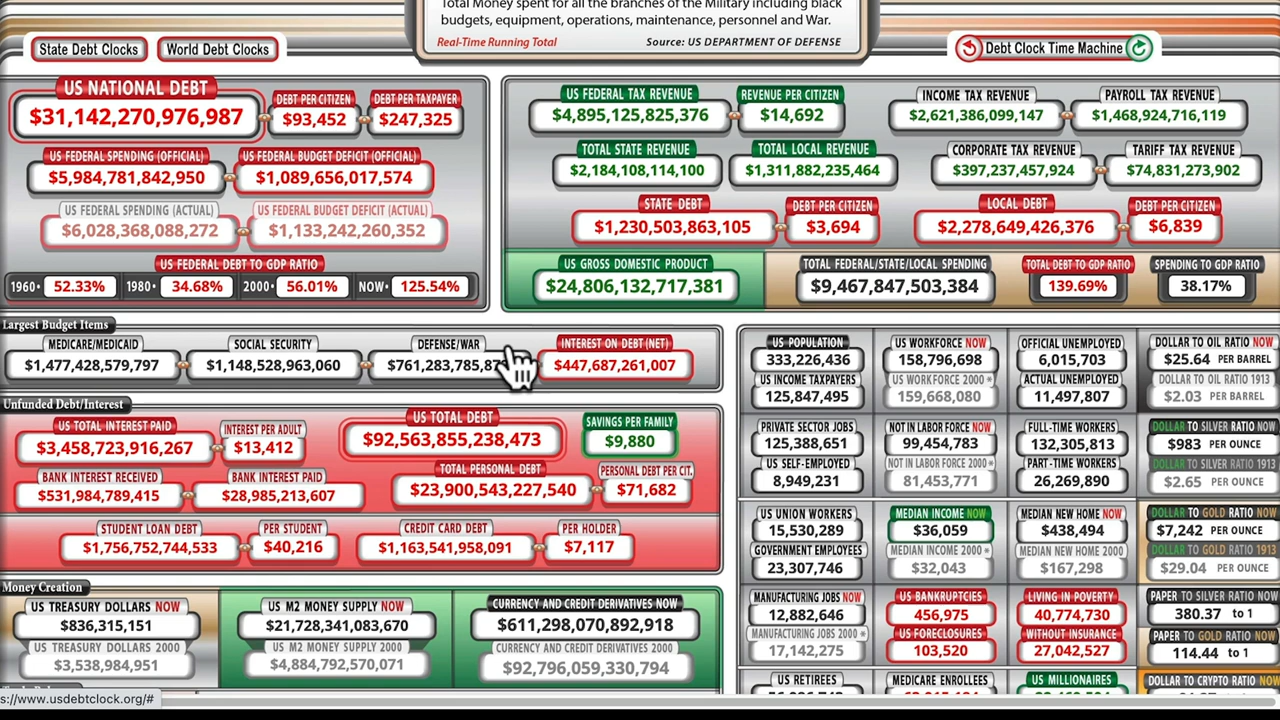 Total Money spent for all the branches of the Military including black
budgets, equipment, operations, maintenance, personnel and War.
Real-Time Running Total Source: US DEPARTMENT OF DEFENSE
State Debt Clocks World Debt Clocks
Debt Clock Time Machine
US NATIONAL DEBT
$31,142,270,976,987
DEBT PER CITIZEN
$93,452
DEBT PER TAXPAYER
$247,325
US FEDERAL SPENDING (OFFICIAL)
$5,984,781,842,950
US FEDERAL BUDGET DEFICIT (OFFICIAL)
$1,089,656,017,574
US FEDERAL SPENDING (ACTUAL)
$6,028,368,088,272
US FEDERAL BUDGET DEFICIT (ACTUAL)
$1,133,242,260,352
US FEDERAL DEBT TO GDP RATIO
1960• 52.33% 1980• 34.68% 2000• 56.01% NOW• 125.54%
US FEDERAL TAX REVENUE
$4,895,125,825,376
REVENUE PER CITIZEN
$14,692
INCOME TAX REVENUE
$2,621,386,099,147
PAYROLL TAX REVENUE
$1,468,924,716,119
TOTAL STATE REVENUE
$2,184,108,114,100
TOTAL LOCAL REVENUE
$1,311,882,235,464
CORPORATE TAX REVENUE
$397,237,457,924
TARIFF TAX REVENUE
$74,831,273,902
STATE DEBT
$1,230,503,863,105
DEBT PER CITIZEN
$3,694
LOCAL DEBT
$2,278,649,426,376
DEBT PER CITIZEN
$6,839
US GROSS DOMESTIC PRODUCT
$24,806,132,717,381
TOTAL FEDERAL/STATE/LOCAL SPENDING
$9,467,847,503,384
TOTAL DEBT TO GDP RATIO
139.69%
SPENDING TO GDP RATIO
38.17%
Largest Budget Items
MEDICARE/MEDICAID
$1,477,428,579,797
SOCIAL SECURITY
$1,148,528,963,060
DEFENSE/WAR
INTEREST ON DEBT (NET)
$447,687,261,007
Unfunded Debt/Interest
US TOTAL INTEREST PAID
$3,458,723,916,267
INTEREST PER ADULT
$13,412
US TOTAL DEBT
$92,563,855,238,473
SAVINGS PER FAMILY
$9,880
BANK INTEREST RECEIVED
$531,984,789,415
BANK INTEREST PAID
$28,985,213,607
TOTAL PERSONAL DEBT
$23,900,543,227,540
PERSONAL DEBT PER CIT.
$71,682
STUDENT LOAN DEBT
$1,756,752,744,533
PER STUDENT
$40,216
CREDIT CARD DEBT
$1,163,541,958,091
PER HOLDER
$7,117
Money Creation
US TREASURY DOLLARS NOW
$836,315,151
US TREASURY DOLLARS 2000
$3,538,984,951
US M2 MONEY SUPPLY NOW
$21,728,341,083,670
US M2 MONEY SUPPLY 2000
$4,884,792,570,071
CURRENCY AND CREDIT DERIVATIVES NOW
$611,298,070,892,918
CURRENCY AND CREDIT DERIVATIVES 2000
$92,796,059,330,794
US POPULATION
333,226,436
US INCOME TAXPAYERS
125,847,495
US WORKFORCE NOW
158,796,698
US WORKFORCE 2000 *
159,668,080
OFFICIAL UNEMPLOYED
6,015,703
ACTUAL UNEMPLOYED
11,497,807
DOLLAR TO OIL RATIO NOW
$25.64 PER BARREL
DOLLAR TO OIL RATIO 1913
$2.03 PER BARREL
PRIVATE SECTOR JOBS
125,388,651
US SELF-EMPLOYED
8,949,231
NOT IN LABOR FORCE NOW
99,454,783
NOT IN LABOR FORCE 2000*
81,453,771
FULL-TIME WORKERS
132,305,813
PART-TIME WORKERS
26,269,890
DOLLAR TO SILVER RATIO NOW
$983 PER OUNCE
DOLLAR TO SILVER RATIO 1913
$2.65 PER OUNCE
US UNION WORKERS
15,530,289
GOVERNMENT EMPLOYEES
23,307,746
MEDIAN INCOME NOW
$36,059
MEDIAN INCOME 2000 *
$32,043
MEDIAN NEW HOME NOW
$438,494
MEDIAN NEW HOME 2000
$167,298
DOLLAR TO GOLD RATIO NOW
$7,242 PER OUNCE
DOLLAR TO GOLD RATIO 1913
$29.04 PER OUNCE
MANUFACTURING JOBS NOW
12,882,646
MANUFACTURING JOBS 2000 *
17,142,275
US BANKRUPTCIES
456,975
US FORECLOSURES
103,520
LIVING IN POVERTY
40,774,730
WITHOUT INSURANCE
27,042,527
PAPER TO SILVER RATIO NOW
380.37 to 1
PAPER TO GOLD RATIO NOW
114.44 to 1
US RETIREES
MEDICARE ENROLLEES
US MILLIONAIRES
DOLLAR TO CRYPTO RATIO NOW
s://www.usdebtclock.org/#